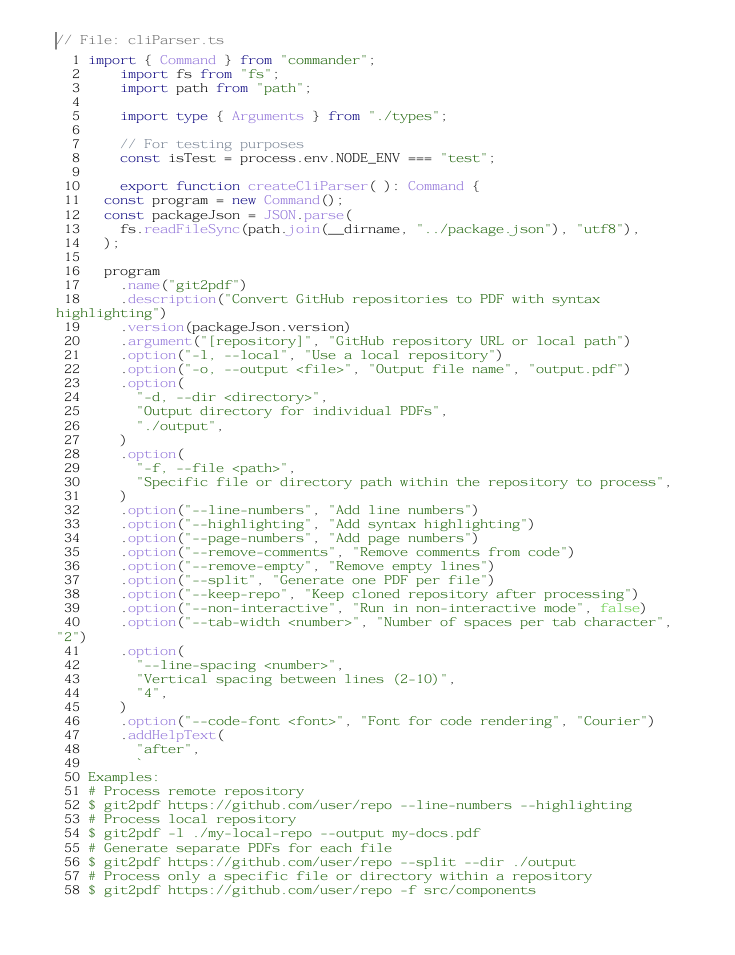 // File: cliParser.ts
1 import { Command } from "commander";
2     import fs from "fs";
3     import path from "path";
4
5     import type { Arguments } from "./types";
6
7     // For testing purposes
8     const isTest = process.env.NODE_ENV === "test";
9
10     export function createCliParser( ): Command {
11   const program = new Command();
12   const packageJson = JSON.parse(
13     fs.readFileSync(path.join(__dirname, "../package.json"), "utf8"),
14   );
15
16   program
17     .name("git2pdf")
18     .description("Convert GitHub repositories to PDF with syntax
highlighting")
19     .version(packageJson.version)
20     .argument("[repository]", "GitHub repository URL or local path")
21     .option("-l, --local", "Use a local repository")
22     .option("-o, --output <file>", "Output file name", "output.pdf")
23     .option(
24       "-d, --dir <directory>",
25       "Output directory for individual PDFs",
26       "./output",
27     )
28     .option(
29       "-f, --file <path>",
30       "Specific file or directory path within the repository to process",
31     )
32     .option("--line-numbers", "Add line numbers")
33     .option("--highlighting", "Add syntax highlighting")
34     .option("--page-numbers", "Add page numbers")
35     .option("--remove-comments", "Remove comments from code")
36     .option("--remove-empty", "Remove empty lines")
37     .option("--split", "Generate one PDF per file")
38     .option("--keep-repo", "Keep cloned repository after processing")
39     .option("--non-interactive", "Run in non-interactive mode", false)
40     .option("--tab-width <number>", "Number of spaces per tab character",
"2")
41     .option(
42       "--line-spacing <number>",
43       "Vertical spacing between lines (2-10)",
44       "4",
45     )
46     .option("--code-font <font>", "Font for code rendering", "Courier")
47     .addHelpText(
48       "after",
49       `
50 Examples:
51 # Process remote repository
52 $ git2pdf https://github.com/user/repo --line-numbers --highlighting
53 # Process local repository
54 $ git2pdf -l ./my-local-repo --output my-docs.pdf
55 # Generate separate PDFs for each file
56 $ git2pdf https://github.com/user/repo --split --dir ./output
57 # Process only a specific file or directory within a repository
58 $ git2pdf https://github.com/user/repo -f src/components